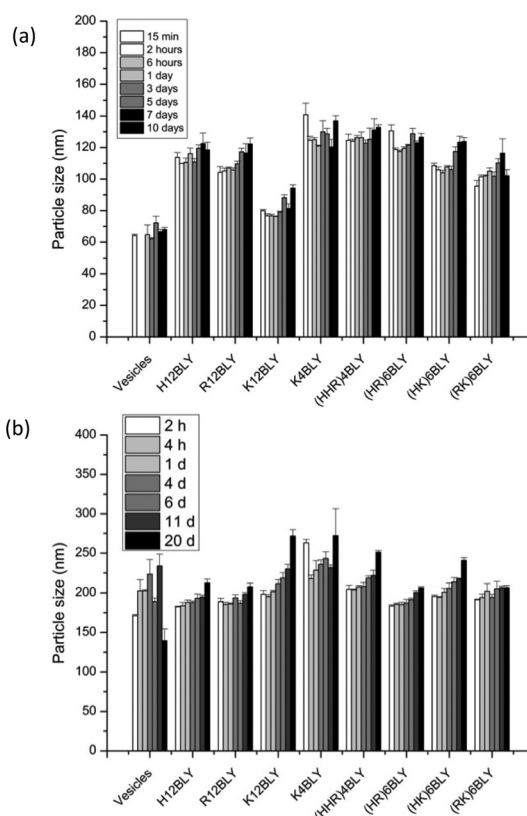 (a)
Particle size (nm)
200
180
160
140
120
100
80
60
40
20
0
15 min
2 hours
6 hours
1 day
3 days
5 days
7 days
10 days
Vesicles
H12BLY
R12BLY
K12BLY
K4BLY
(HHR)4BLY
(HR)6BLY
(HK)6BLY
(RK)6BLY
(b)
Particle size (nm)
400
350
300
250
200
150
100
50
0
2 h
4 h
1 d
4 d
6 d
11 d
20 d
Vesicles
H12BLY
R12BLY
K12BLY
K4BLY
(HHR)4BLY
(HR)6BLY
(HK)6BLY
(RK)6BLY